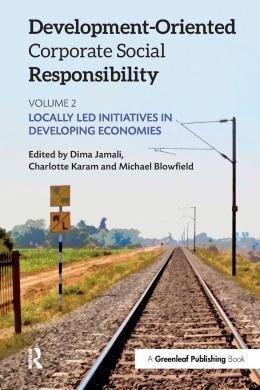 Development-Oriented
Corporate Social
Responsibility
VOLUME 2
LOCALLY LED INITIATIVES IN
DEVELOPING ECONOMIES
Edited by Dima Jamali,
Charlotte Karam and Michael Blowfield
R
A Greenleaf Publishing Book